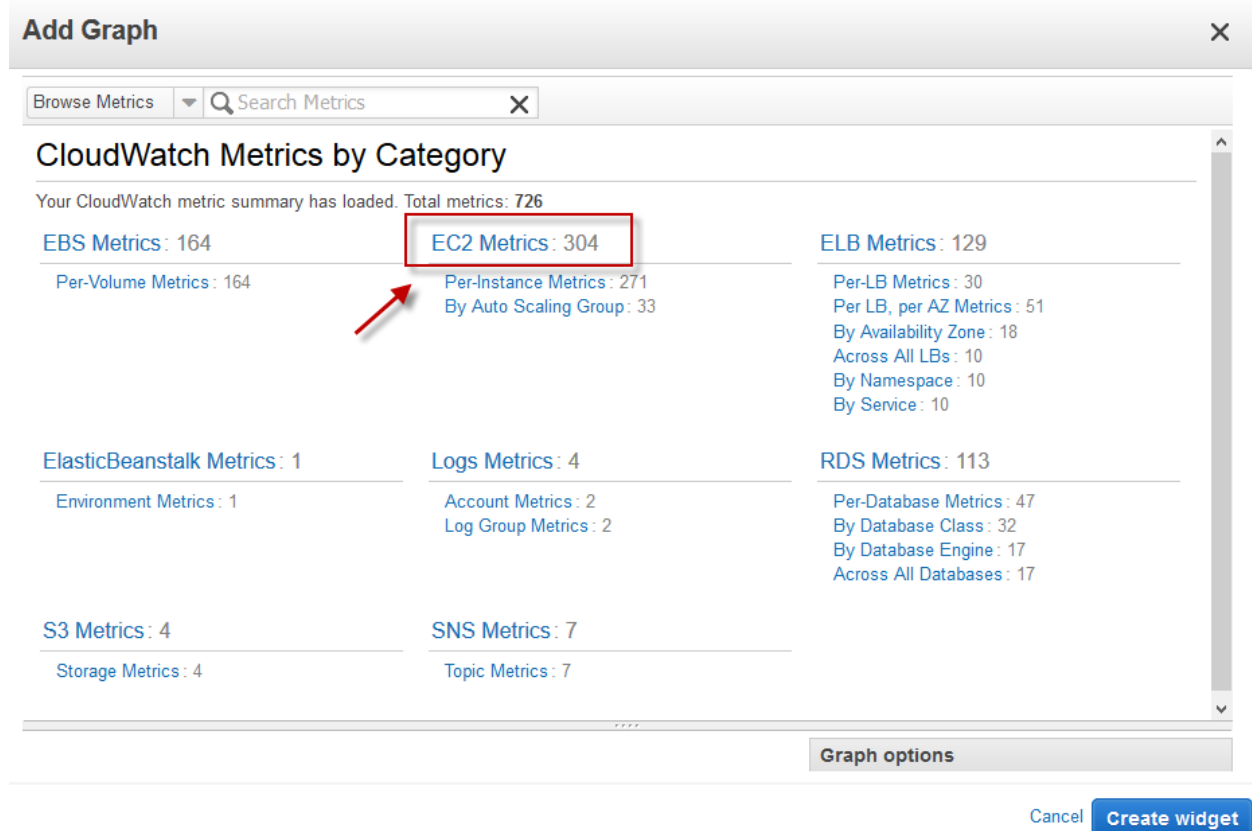 Add Graph
Browse Metrics
Search Metrics
CloudWatch Metrics by Category
Your CloudWatch metric summary has loaded. Total metrics: 726
EBS Metrics: 164
Per-Volume Metrics: 164
EC2 Metrics: 304
Per-Instance Metrics: 271
By Auto Scaling Group: 33
ELB Metrics: 129
Per-LB Metrics: 30
Per LB, per AZ Metrics: 51
By Availability Zone: 18
Across All LBs: 10
By Namespace: 10
By Service: 10
ElasticBeanstalk Metrics: 1
Environment Metrics: 1
Logs Metrics: 4
Account Metrics: 2
Log Group Metrics: 2
RDS Metrics: 113
Per-Database Metrics: 47
By Database Class: 32
By Database Engine: 17
Across All Databases: 17
S3 Metrics: 4
Storage Metrics: 4
SNS Metrics: 7
Topic Metrics: 7
Graph options
Cancel
Create widget